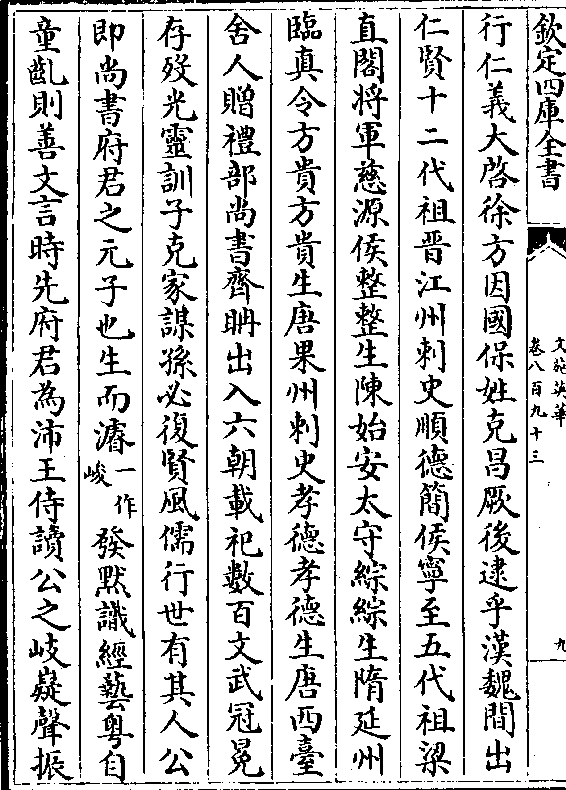 欽定四庫全書
文苑英華
卷八百九十三
九
行仁義大啓徐方因國保姓克昌厥後逮乎漢魏間出
仁賢十二代祖晉江州刺史順德簡侯寧至五代祖梁
直閣将軍慈源侯整整生陳始安太守綜綜生隋延州
臨真令方貴方貴生唐果州刺史孝德孝德生唐西臺
舍人贈禮部尚書齊聃出入六朝載祀數百文武冠冕
存歿光靈訓子克家謀孫必復賢風儒行世有其人公
即尚書府君之元子也生而濬一作峻發黙識經藝粤自
童齓則善文言時先府君為沛王侍讀公之岐嶷聲振